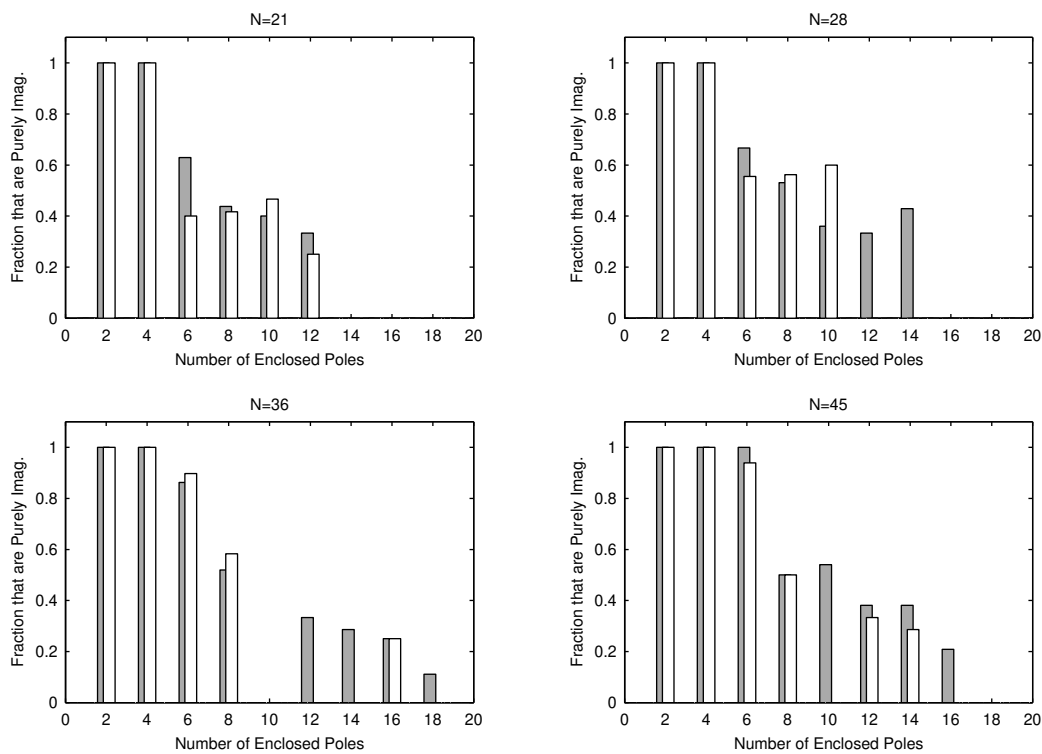 N=21
Fraction that are Purely Imag.
1
0.8
0.6
0.4
0.2
0
0 2 4 6 8 10 12 14 16 18 20
Number of Enclosed Poles
N=28
Fraction that are Purely Imag.
1
0.8
0.6
0.4
0.2
0
0 2 4 6 8 10 12 14 16 18 20
Number of Enclosed Poles
N=36
Fraction that are Purely Imag.
1
0.8
0.6
0.4
0.2
0
0 2 4 6 8 10 12 14 16 18 20
Number of Enclosed Poles
N=45
Fraction that are Purely Imag.
1
0.8
0.6
0.4
0.2
0
0 2 4 6 8 10 12 14 16 18 20
Number of Enclosed Poles